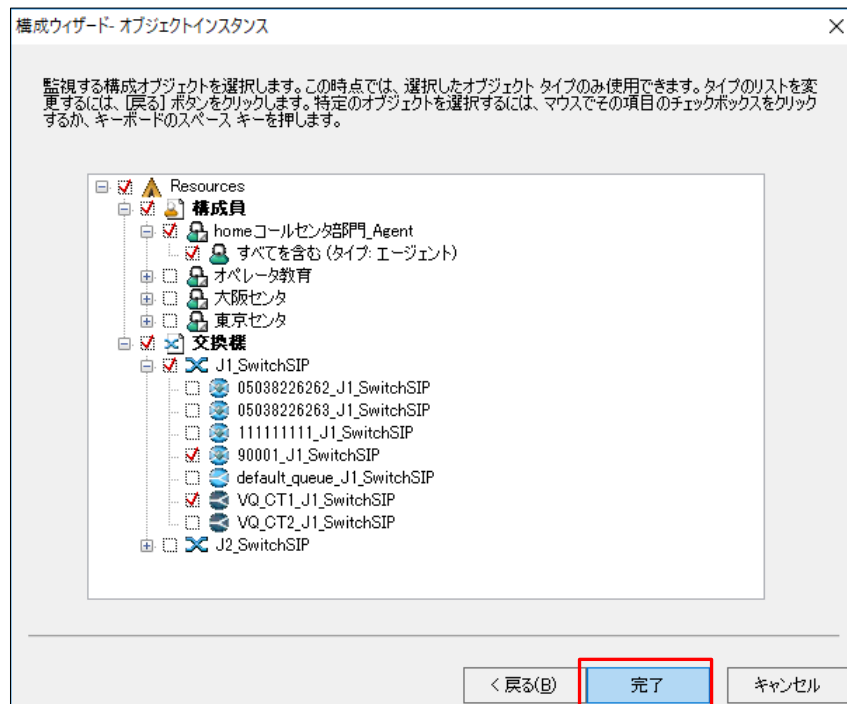 構成ウィザード- オブジェクトインスタンス
監視する構成オブジェクトを選択します。この時点では、選択したオブジェクト タイプのみ使用できます。タイプのリストを変
更するには、[戻る] ボタンをクリックします。特定のオブジェクトを選択するには、マウスでその項目のチェックボックスをクリック
するか、キーボードのスペース キーを押します。
Resources
構成員
homeコールセンタ部門_Agent
すべてを含む (タイプ: エージェント)
オペレータ教育
大阪センタ
東京センタ
交換機
J1_SwitchSIP
05038226262_J1_SwitchSIP
05038226263_J1_SwitchSIP
111111111_J1_SwitchSIP
90001_J1_SwitchSIP
default_queue_J1_SwitchSIP
VQ_CT1_J1_SwitchSIP
VQ_CT2_J1_SwitchSIP
J2_SwitchSIP
< 戻る(B)
完了
キャンセル